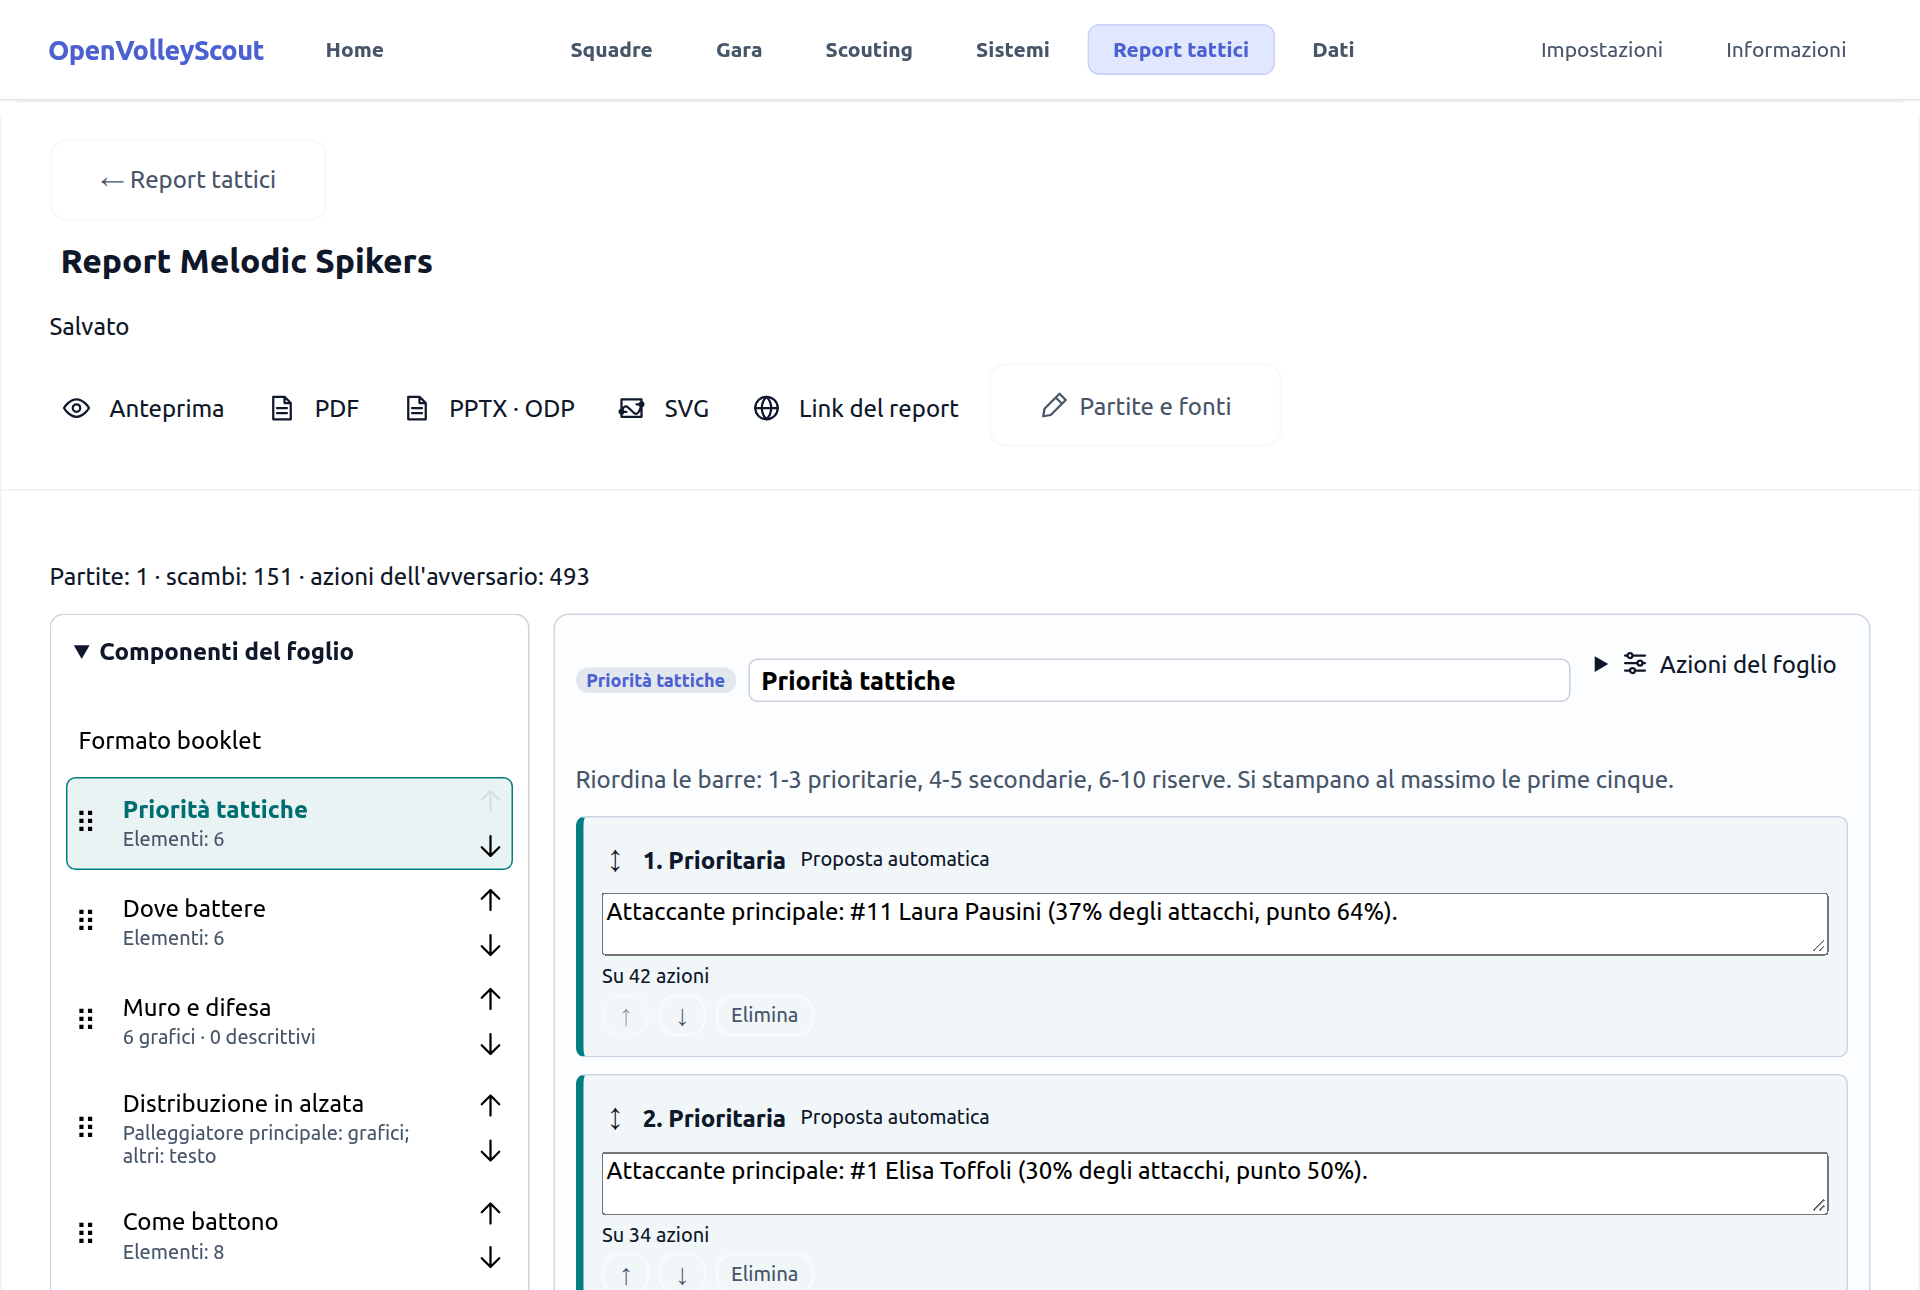 OpenVolleyScout Home Squadre Gara Scouting Sistemi Report tattici Dati Impostazioni Informazioni
← Report tattici
Report Melodic Spikers
Salvato
Anteprima PDF PPTX · ODP SVG Link del report Partite e fonti
Partite: 1 · scambi: 151 · azioni dell'avversario: 493
▼ Componenti del foglio
Formato booklet
Priorità tattiche
Elementi: 6
↑
↓
Dove battere
Elementi: 6
↑
↓
Muro e difesa
6 grafici · 0 descrittivi
↑
↓
Distribuzione in alzata
Palleggiatore principale: grafici;
altri: testo
↑
↓
Come battono
Elementi: 8
↑
↓
Priorità tattiche Priorità tattiche ▶ Azioni del foglio
Riordina le barre: 1-3 prioritarie, 4-5 secondarie, 6-10 riserve. Si stampano al massimo le prime cinque.
↕ 1. Prioritaria Proposta automatica
Attaccante principale: #11 Laura Pausini (37% degli attacchi, punto 64%).
Su 42 azioni
↑ ↓ Elimina
↕ 2. Prioritaria Proposta automatica
Attaccante principale: #1 Elisa Toffoli (30% degli attacchi, punto 50%).
Su 34 azioni
↑ ↓ Elimina